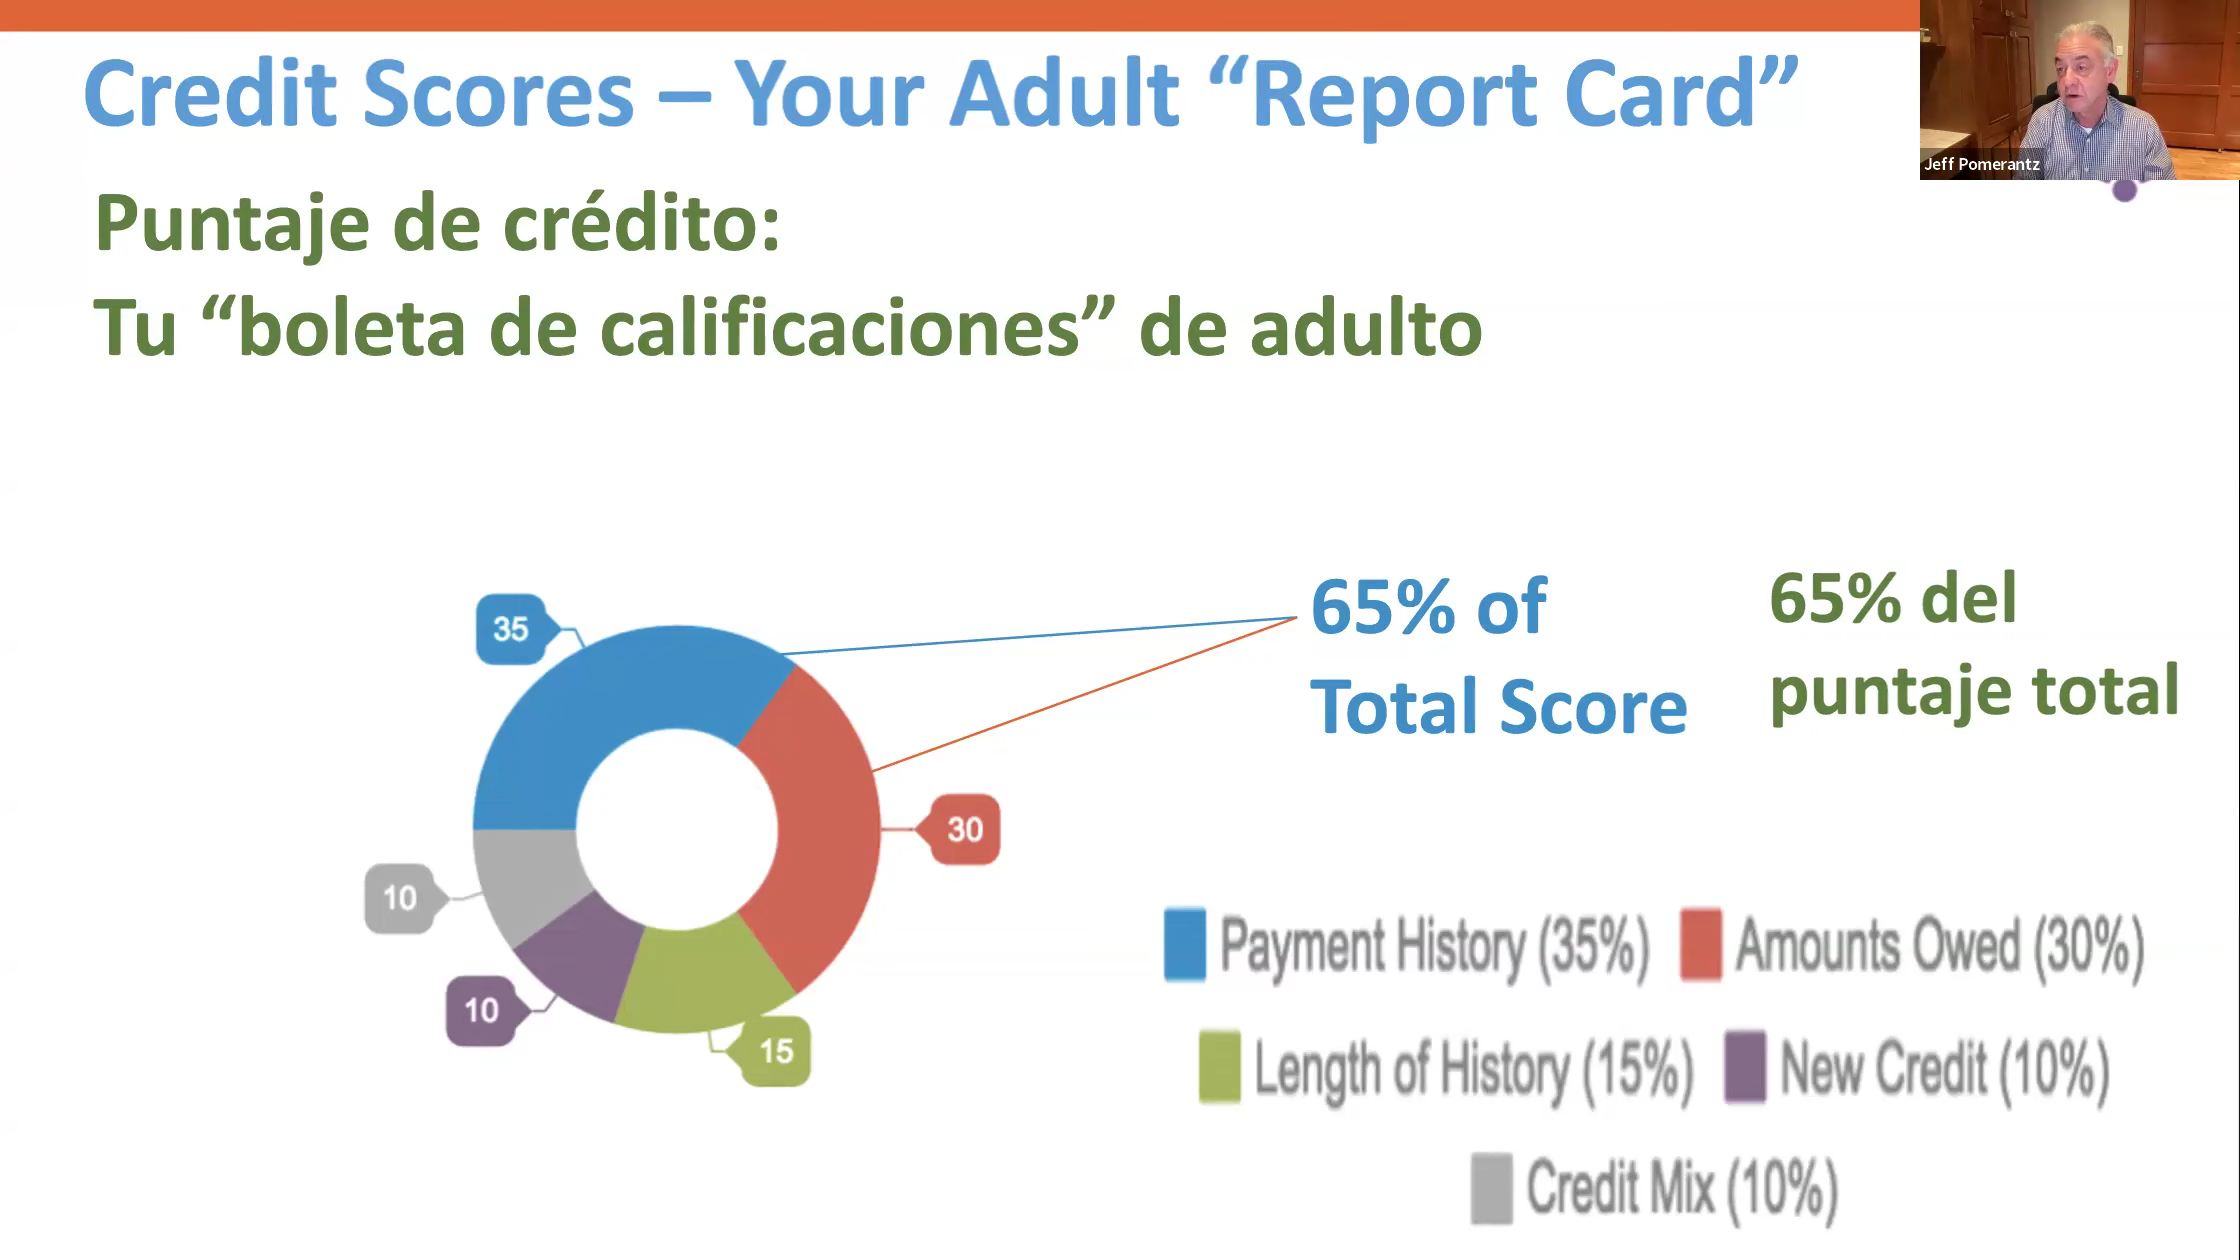 Credit Scores – Your Adult “Report Card”
Jeff Pomerantz
Puntaje de crédito:
Tu “boleta de calificaciones” de adulto
65% of
Total Score
65% del
puntaje total
35
30
10
10
15
Payment History (35%)
Amounts Owed (30%)
Length of History (15%)
New Credit (10%)
Credit Mix (10%)